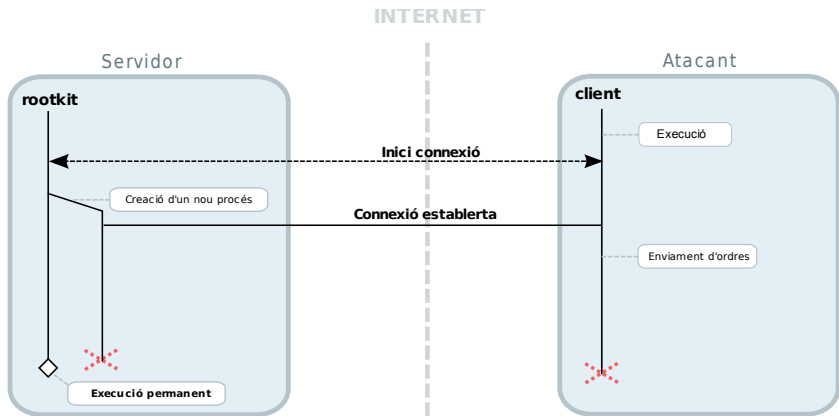 INTERNET
Servidor
Atacant
rootkit
client
Execució
Inici connexió
Creació d'un nou procés
Connexió establerta
Enviament d'ordres
Execució permanent